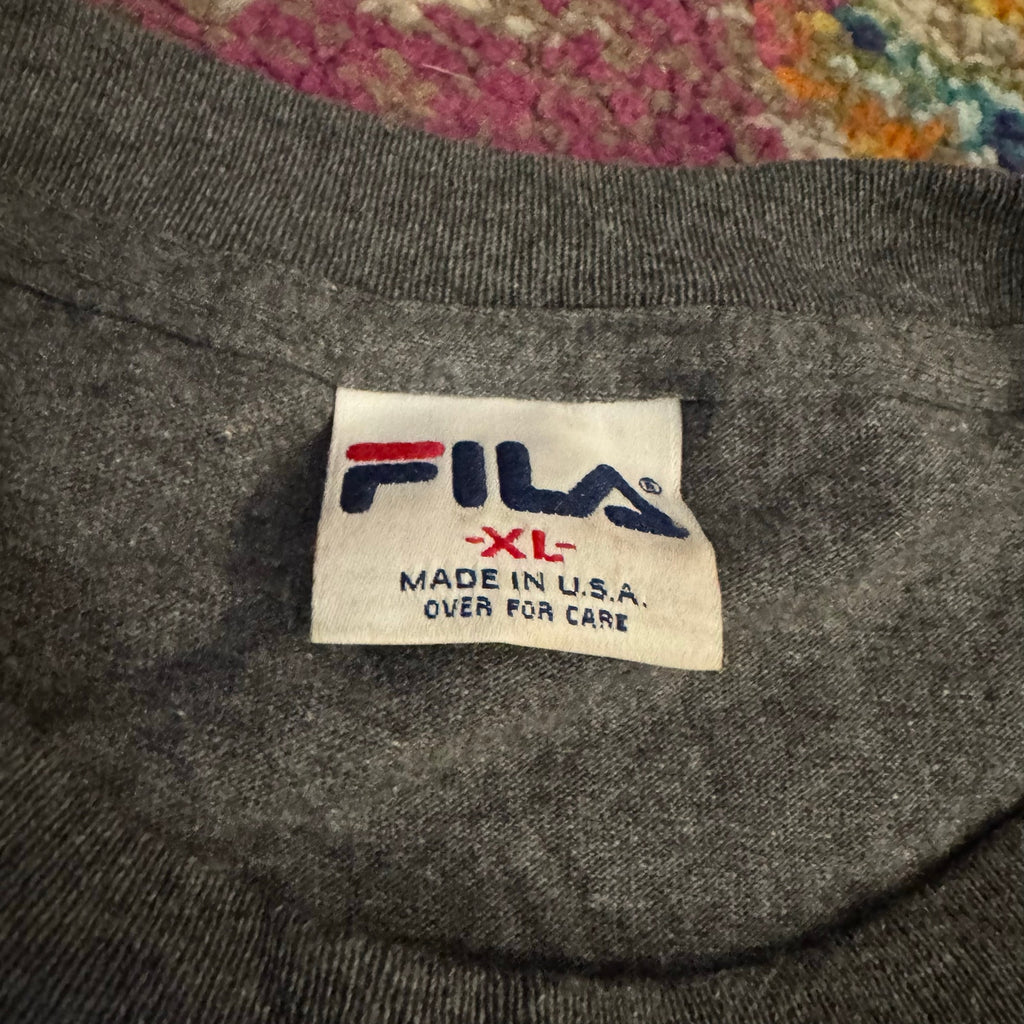 FILA®
-XL-
MADE IN U.S.A.
OVER FOR CARE